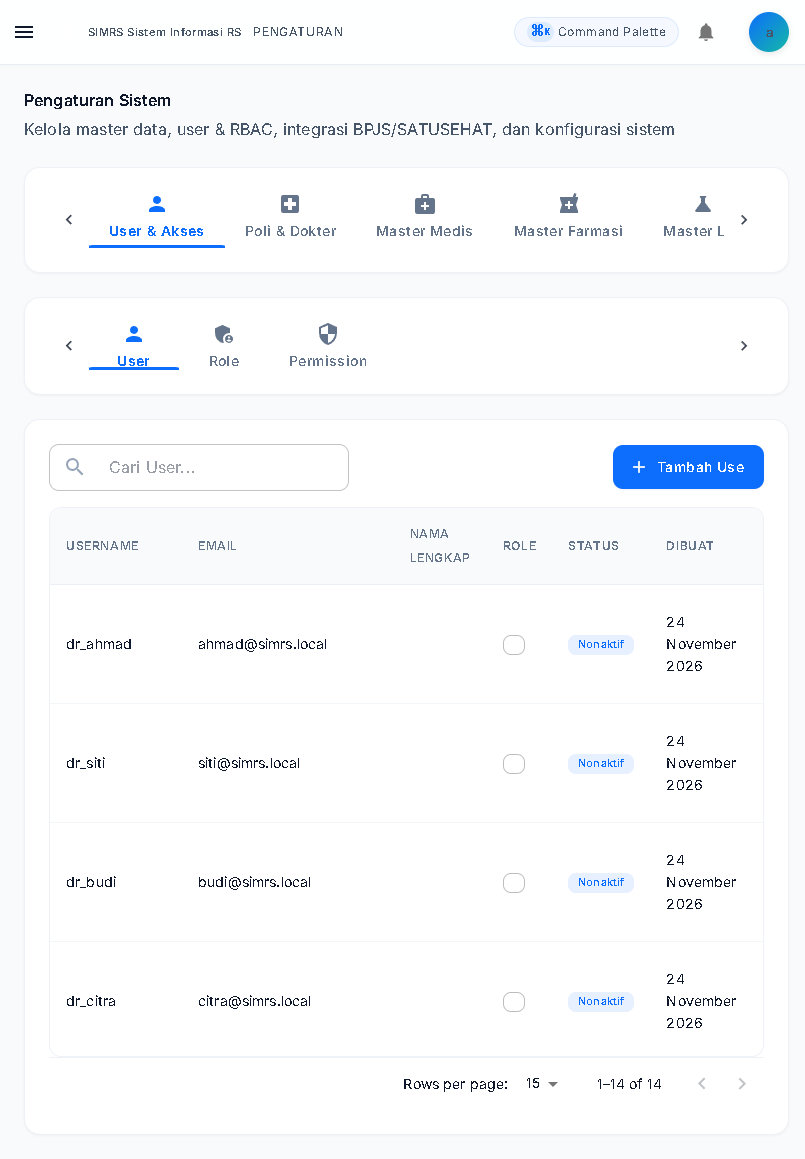 SIMRS Sistem Informasi RS PENGATURAN
⌘K Command Palette
a
Pengaturan Sistem
Kelola master data, user & RBAC, integrasi BPJS/SATUSEHAT, dan konfigurasi sistem
User & Akses Poli & Dokter Master Medis Master Farmasi Master L
User Role Permission
Cari User...
Tambah Use
USERNAME EMAIL NAMA LENGKAP ROLE STATUS DIBUAT
dr_ahmad ahmad@simrs.local Nonaktif 24 November 2026
dr_siti siti@simrs.local Nonaktif 24 November 2026
dr_budi budi@simrs.local Nonaktif 24 November 2026
dr_citra citra@simrs.local Nonaktif 24 November 2026
Rows per page: 15 1–14 of 14